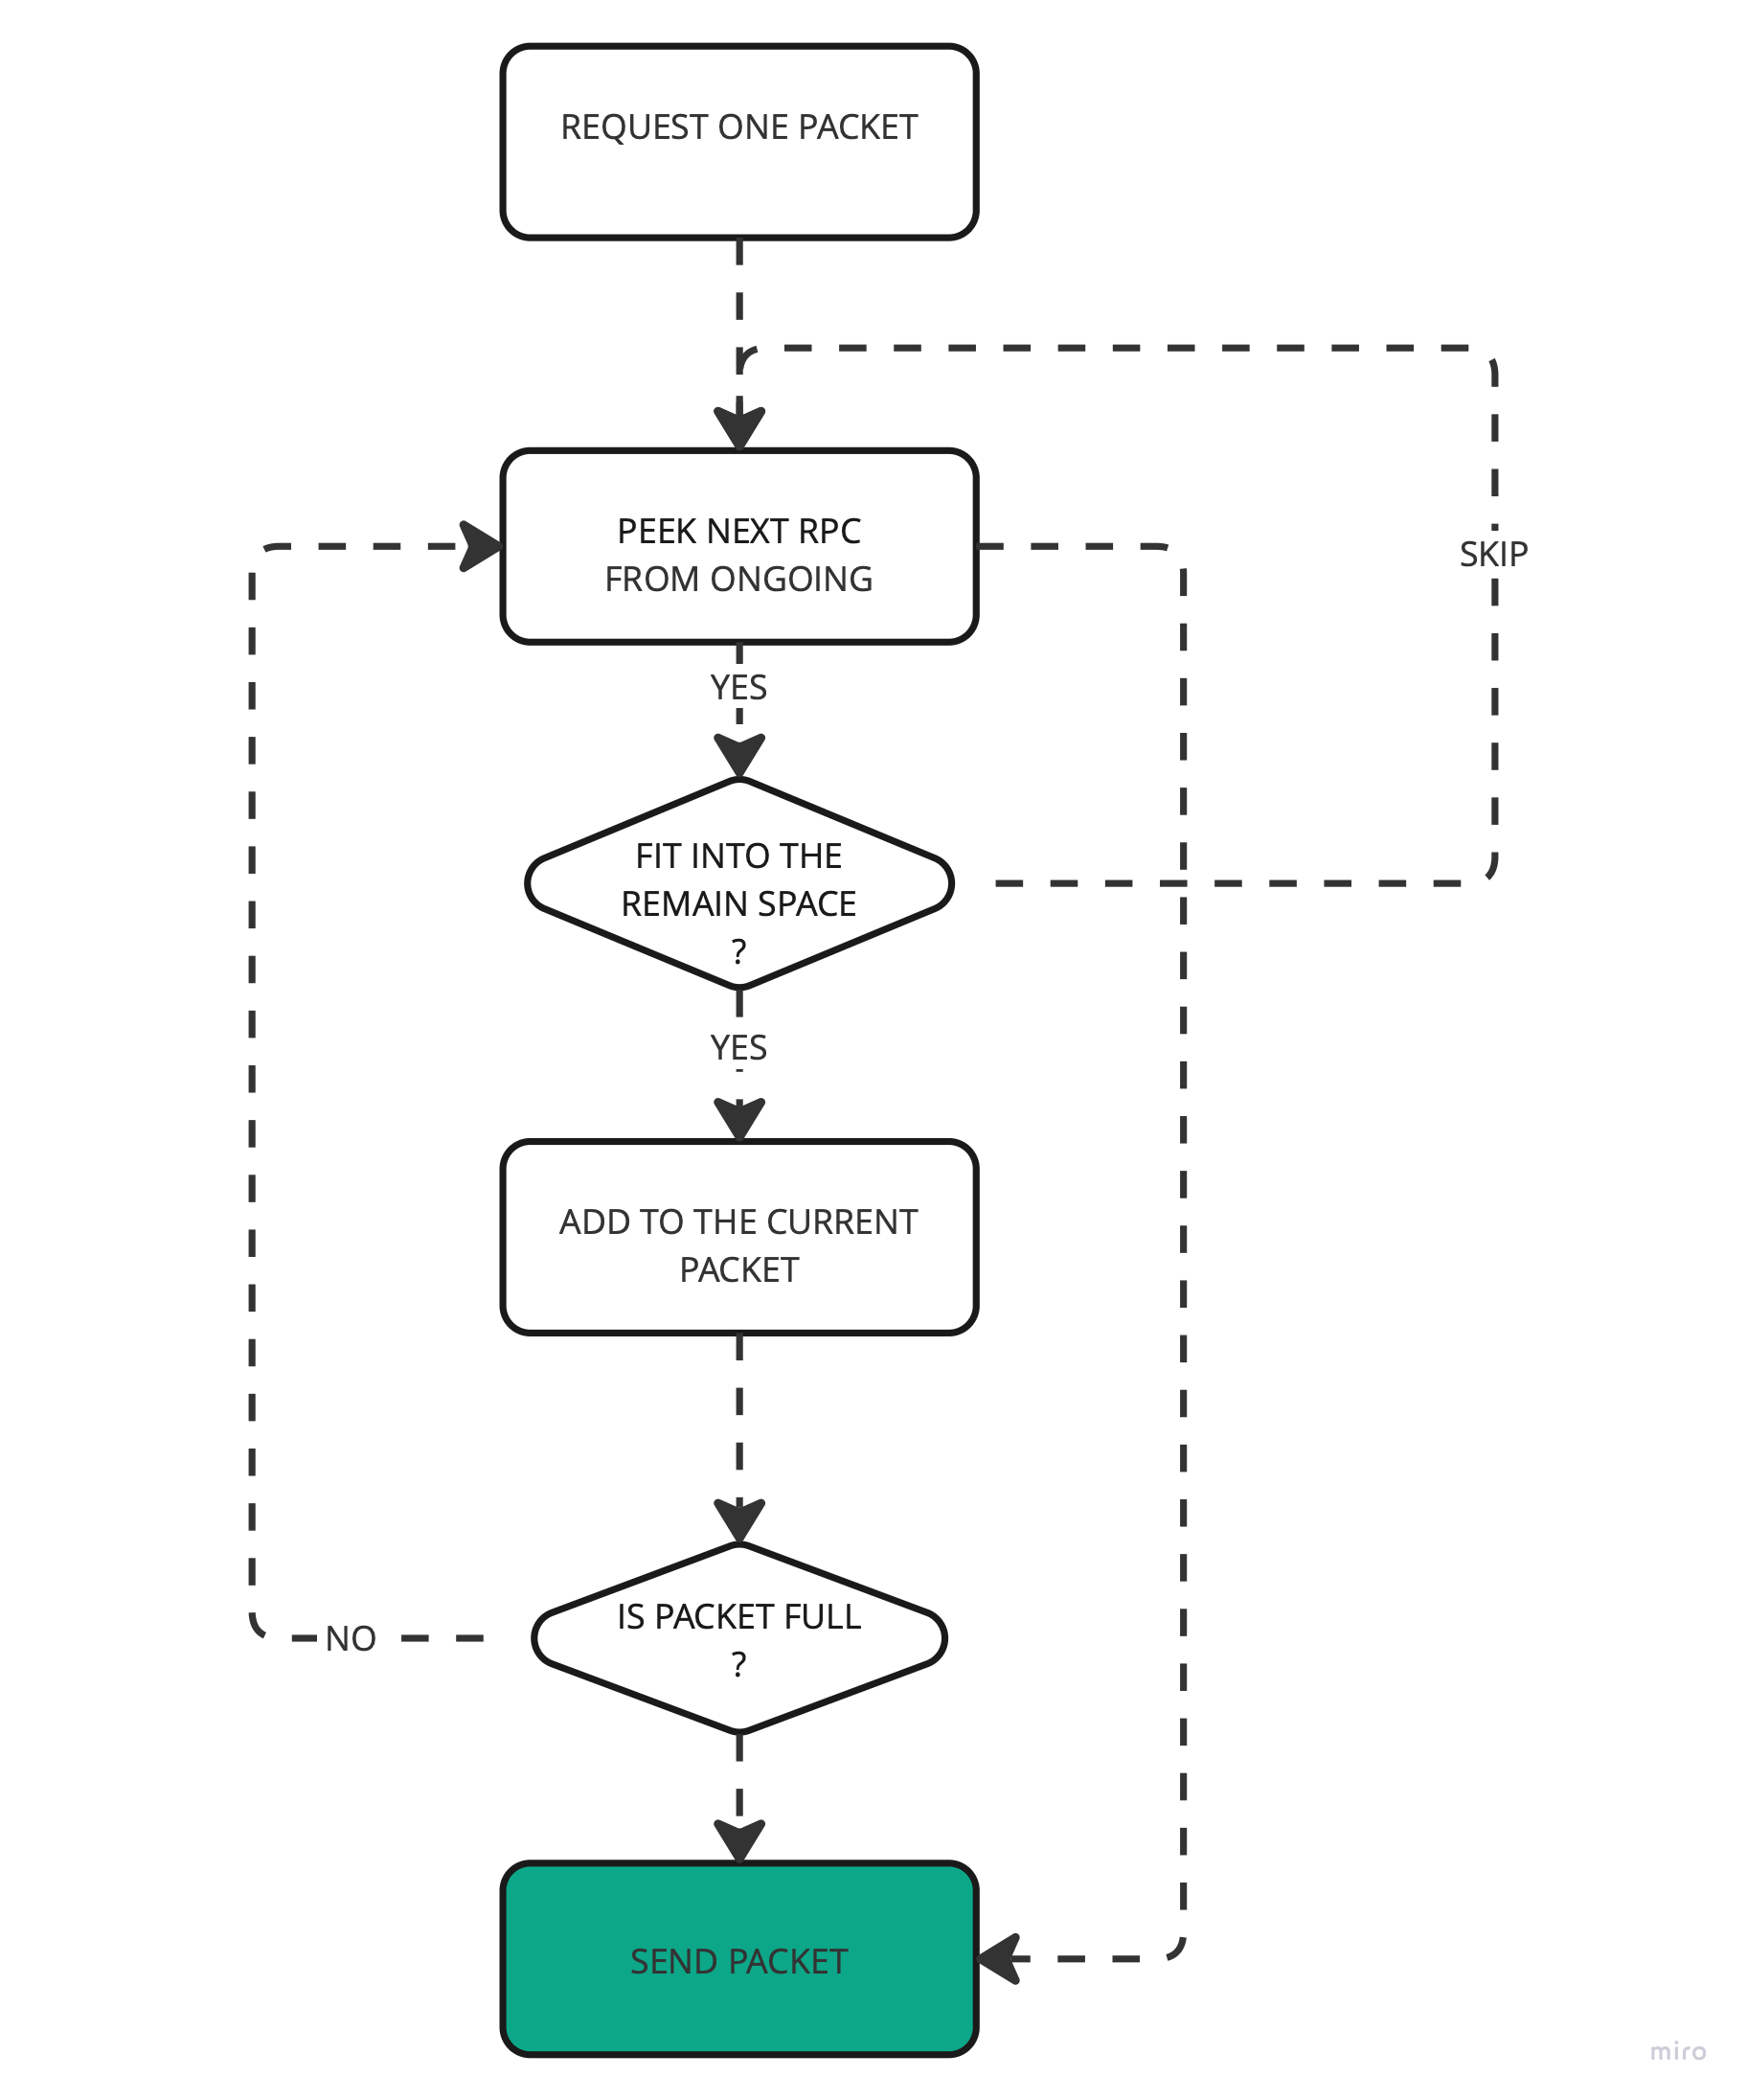 REQUEST ONE PACKET
PEEK NEXT RPC
FROM ONGOING
SKIP
YES
FIT INTO THE
REMAIN SPACE
?
YES
ADD TO THE CURRENT
PACKET
IS PACKET FULL
?
NO
SEND PACKET
miro